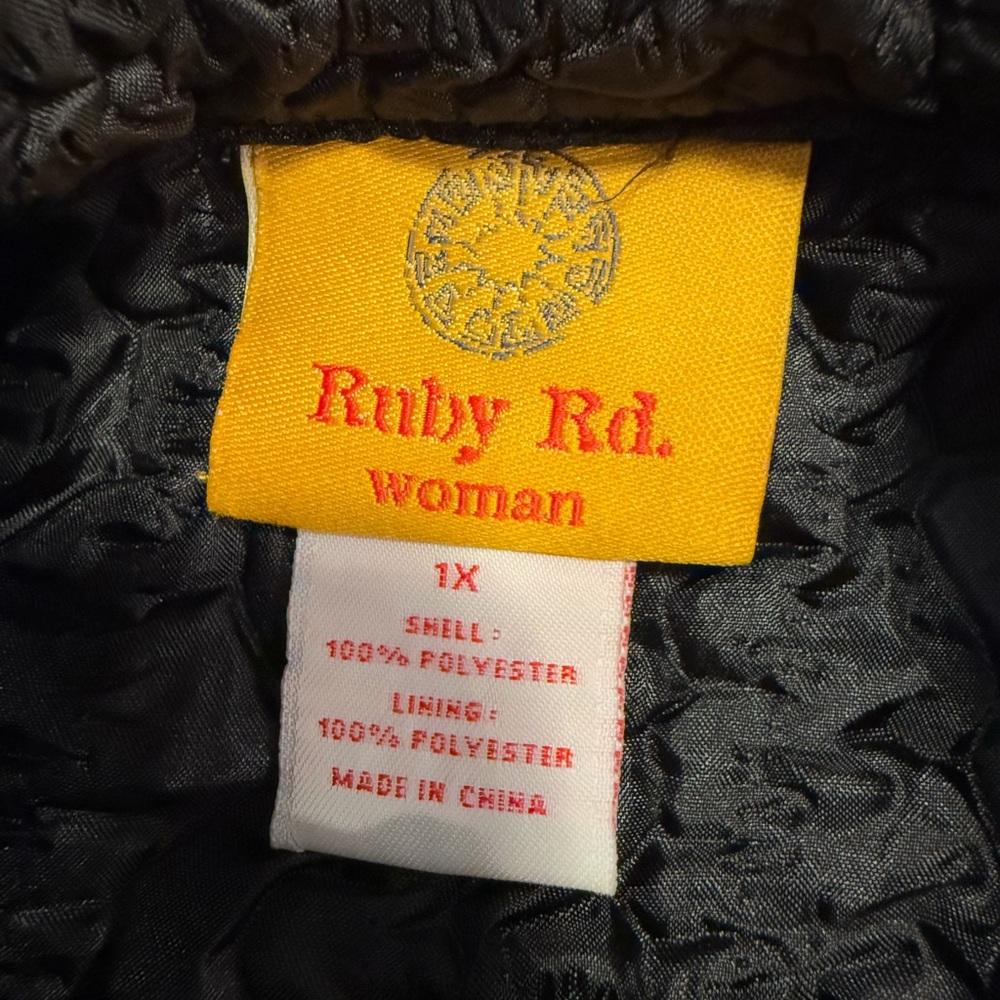 Ruby Rd.
woman
1X
SHELL:
100% POLYESTER
LINING:
100% POLYESTER
MADE IN CHINA